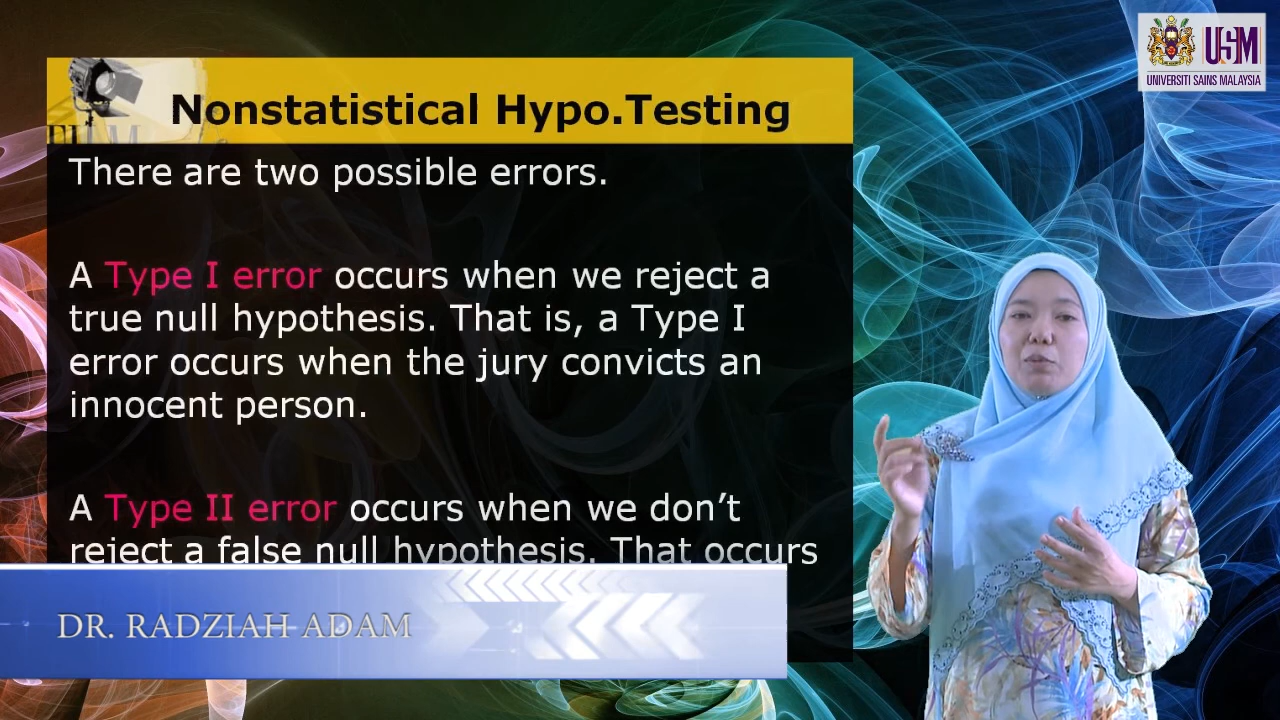 USM
UNIVERSITI SAINS MALAYSIA
Nonstatistical Hypo.Testing
There are two possible errors.
A Type I error occurs when we reject a
true null hypothesis. That is, a Type I
error occurs when the jury convicts an
innocent person.
A Type II error occurs when we don’t
reject a false null hypothesis. That occurs
DR. RADZIAH ADAM